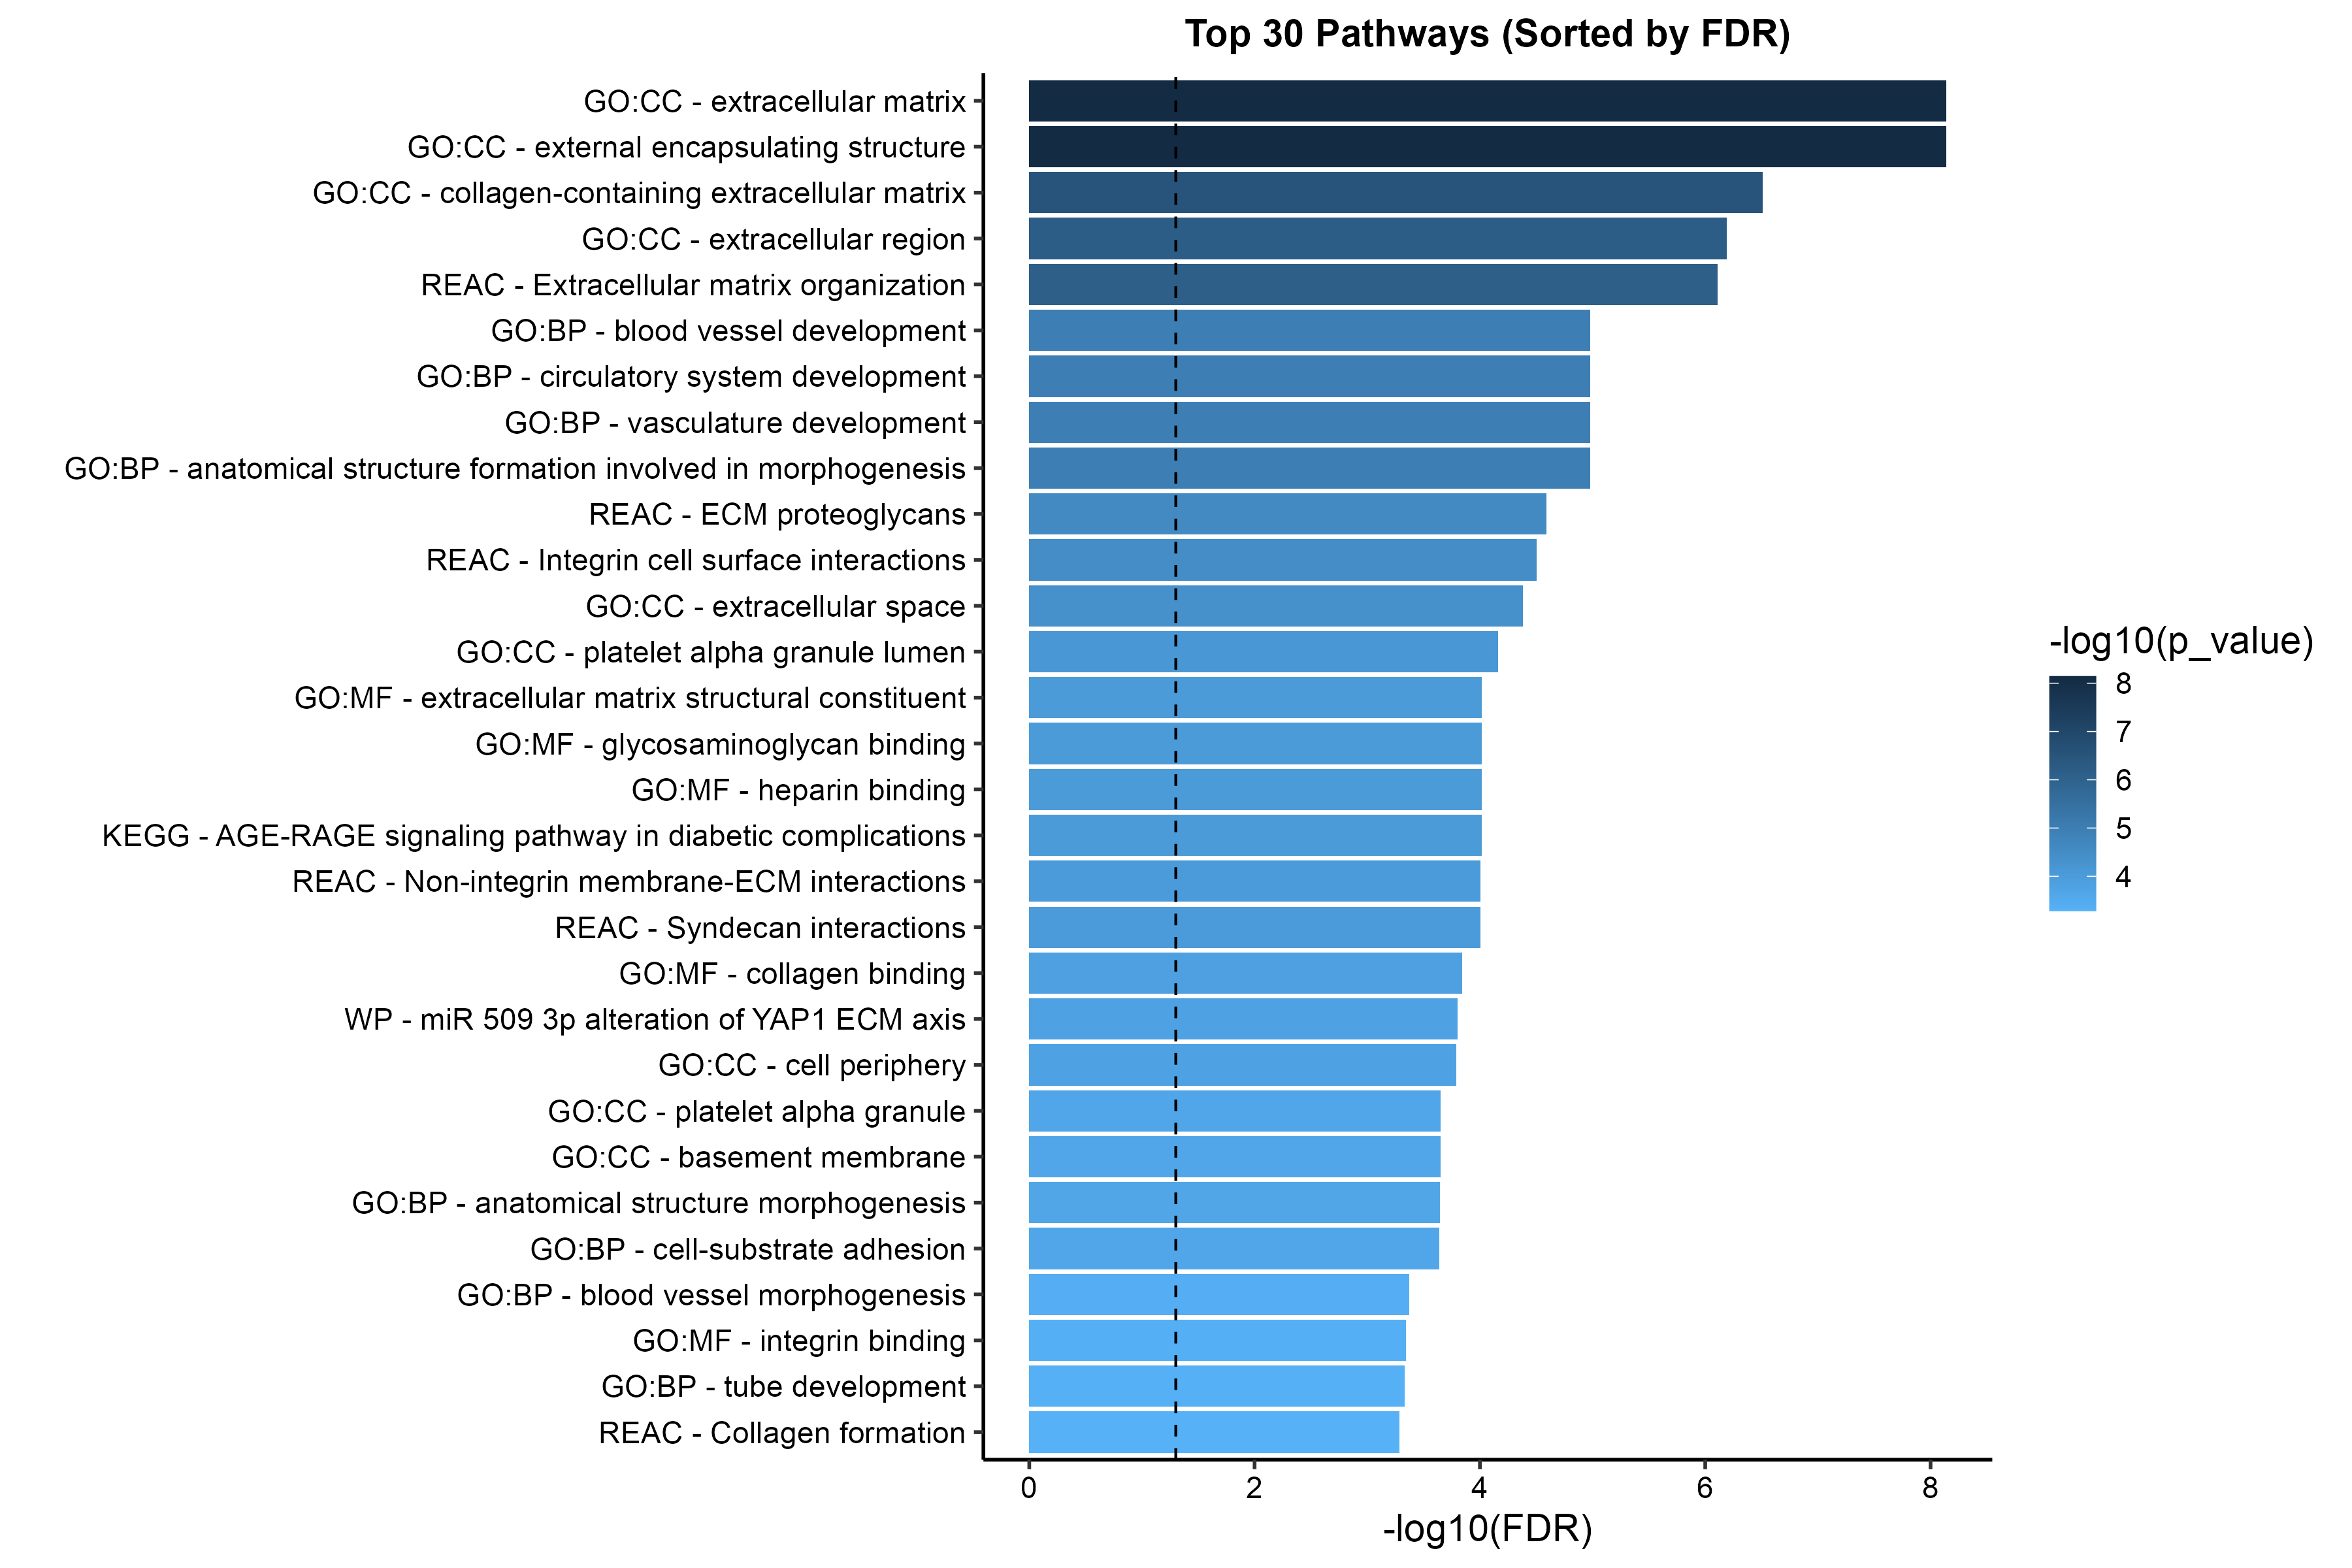 Top 30 Pathways (Sorted by FDR)
GO:CC - extracellular matrix
GO:CC - external encapsulating structure
GO:CC - collagen-containing extracellular matrix
GO:CC - extracellular region
REAC - Extracellular matrix organization
GO:BP - blood vessel development
GO:BP - circulatory system development
GO:BP - vasculature development
GO:BP - anatomical structure formation involved in morphogenesis
REAC - ECM proteoglycans
REAC - Integrin cell surface interactions
GO:CC - extracellular space
GO:CC - platelet alpha granule lumen
GO:MF - extracellular matrix structural constituent
GO:MF - glycosaminoglycan binding
GO:MF - heparin binding
KEGG - AGE-RAGE signaling pathway in diabetic complications
REAC - Non-integrin membrane-ECM interactions
REAC - Syndecan interactions
GO:MF - collagen binding
WP - miR 509 3p alteration of YAP1 ECM axis
GO:CC - cell periphery
GO:CC - platelet alpha granule
GO:CC - basement membrane
GO:BP - anatomical structure morphogenesis
GO:BP - cell-substrate adhesion
GO:BP - blood vessel morphogenesis
GO:MF - integrin binding
GO:BP - tube development
REAC - Collagen formation
0 2 4 6 8
-log10(FDR)
-log10(p_value)
8
7
6
5
4